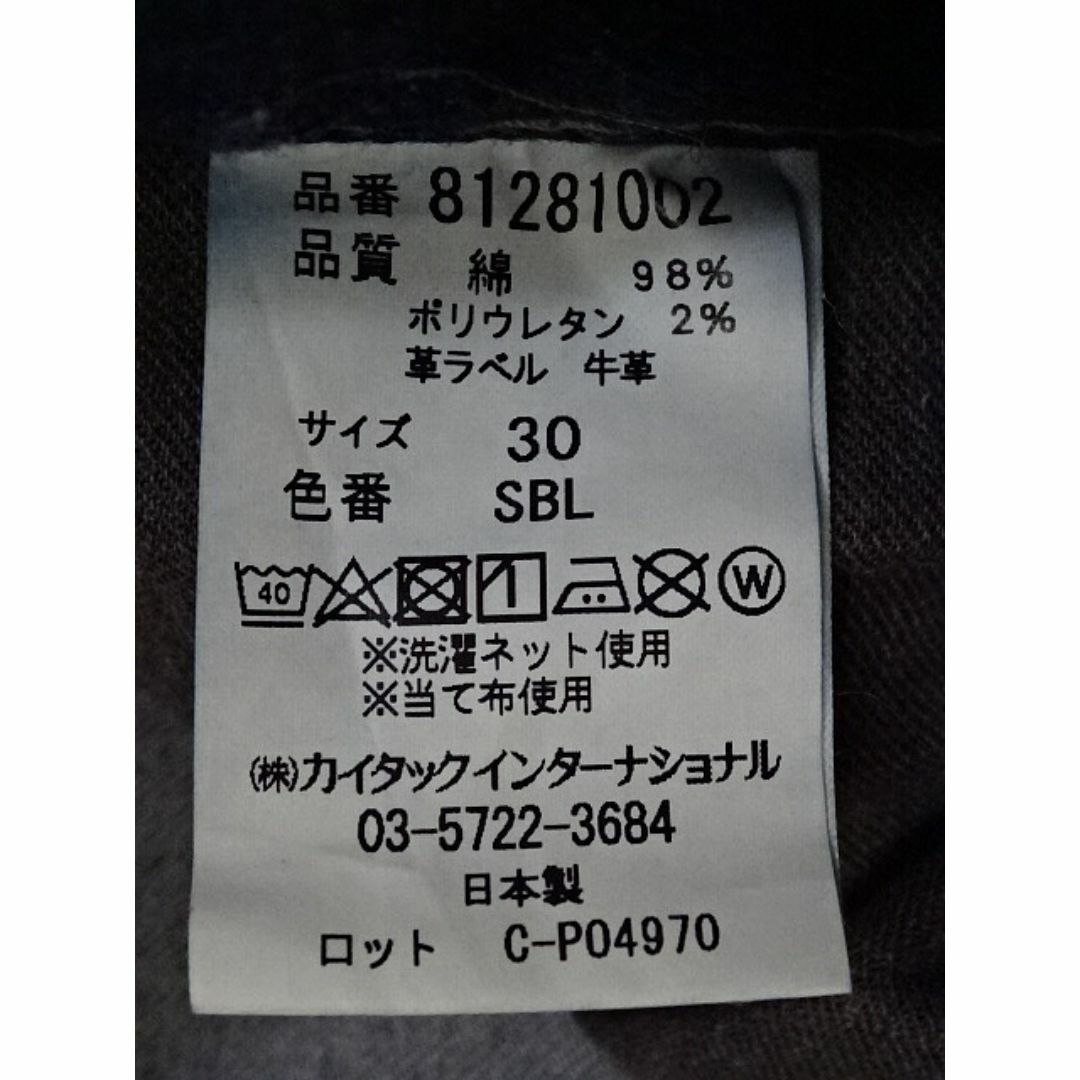 品番 81281002
品質 綿 98%
ポリウレタン 2%
革ラベル 牛革
サイズ 30
色番 SBL
40 W
※洗濯ネット使用
※当て布使用
(株)カイタックインターナショナル
03-5722-3684
日本製
ロット C-P04970